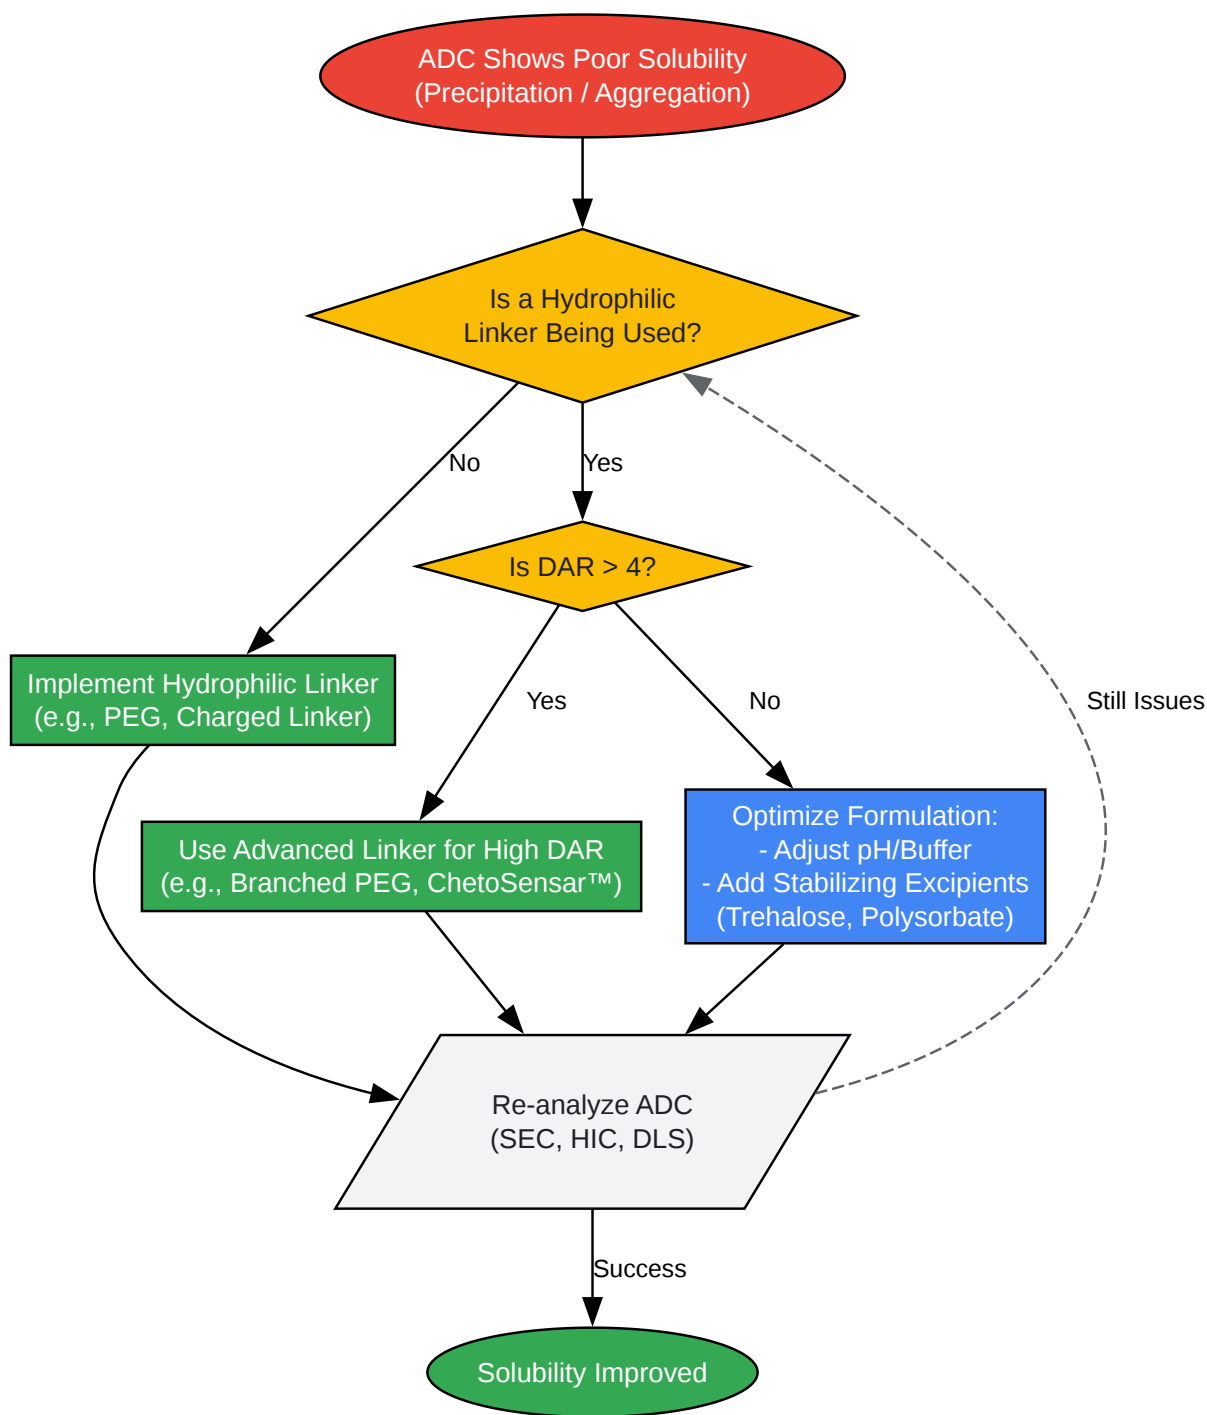 ADC Shows Poor Solubility
(Precipitation / Aggregation)
Is a Hydrophilic
Linker Being Used?
No
Yes
Is DAR > 4?
Implement Hydrophilic Linker
(e.g., PEG, Charged Linker)
Yes
No
Still Issues
Use Advanced Linker for High DAR
(e.g., Branched PEG, ChetoSensar™)
Optimize Formulation:
- Adjust pH/Buffer
- Add Stabilizing Excipients
(Trehalose, Polysorbate)
Re-analyze ADC
(SEC, HIC, DLS)
Success
Solubility Improved